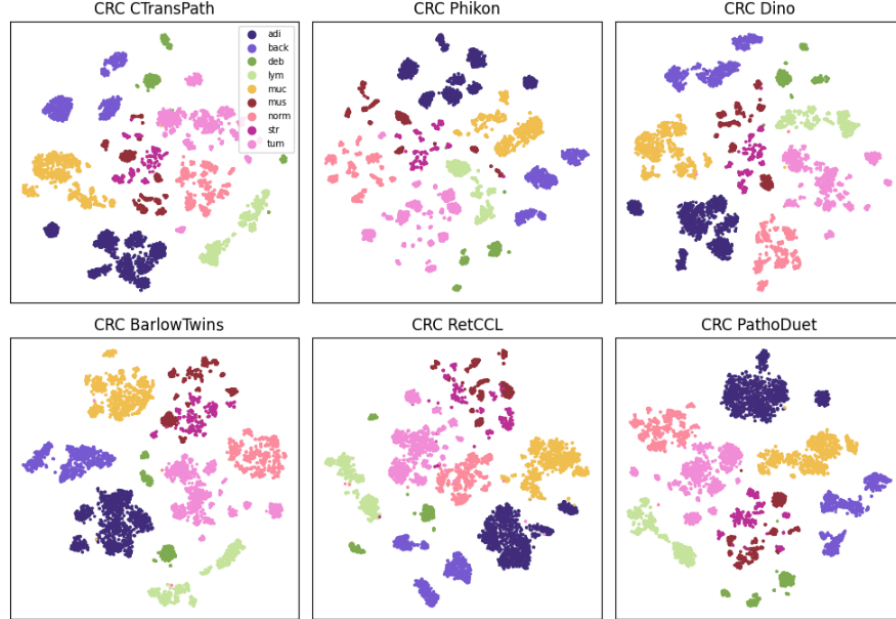 CRC CTransPath
CRC Phikon
CRC Dino
adi
back
deb
lym
muc
mus
norm
str
tum
CRC BarlowTwins
CRC RetCCL
CRC PathoDuet